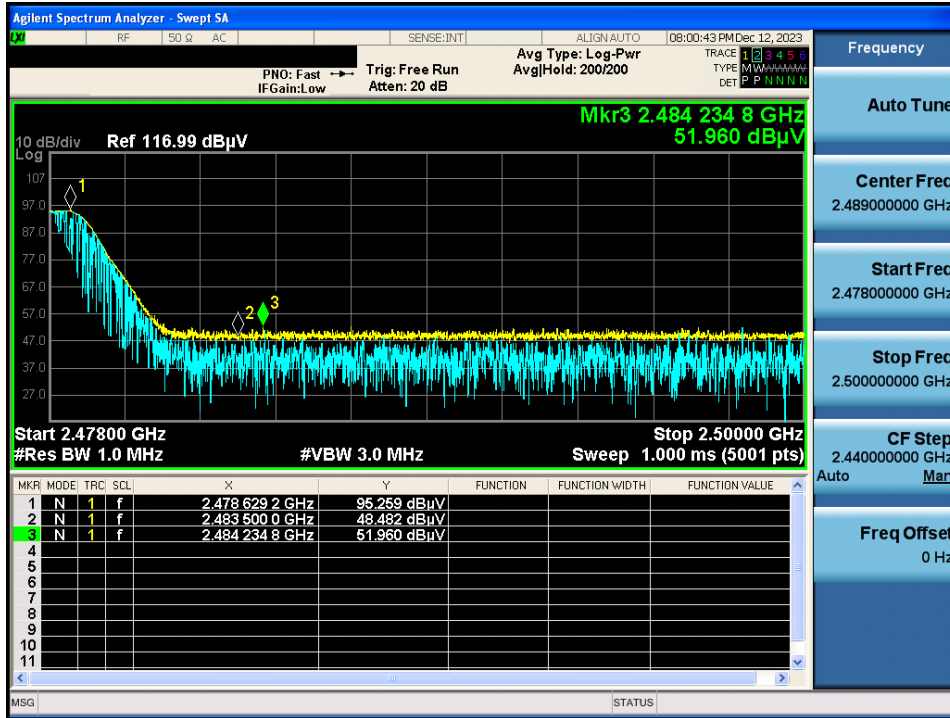 Agilent Spectrum Analyzer - Swept SA
LXI RF 50 Ω AC SENSE:INT ALIGN AUTO 08:00:43 PM Dec 12, 2023
Frequency
PNO: Fast Trig: Free Run Avg Type: Log-Pwr TRACE 1 2 3 4 5 6
IFGain:Low Atten: 20 dB Avg|Hold: 200/200 TYPE M W W W W W
DET P P N N N N
Auto Tune
Mkr3 2.484 234 8 GHz
51.960 dBµV
10 dB/div Ref 116.99 dBµV
Log
107
97.0
87.0
77.0
67.0
57.0
47.0
37.0
27.0
1
2
3
Start 2.47800 GHz Stop 2.50000 GHz
#Res BW 1.0 MHz #VBW 3.0 MHz Sweep 1.000 ms (5001 pts)
Center Freq
2.489000000 GHz
Start Freq
2.478000000 GHz
Stop Freq
2.500000000 GHz
CF Step
2.440000000 GHz
Auto Man
Freq Offset
0 Hz
MKR MODE TRC SCL X Y FUNCTION FUNCTION WIDTH FUNCTION VALUE
1 N 1 f 2.478 629 2 GHz 95.259 dBµV
2 N 1 f 2.483 500 0 GHz 48.482 dBµV
3 N 1 f 2.484 234 8 GHz 51.960 dBµV
4
5
6
7
8
9
10
11
MSG STATUS